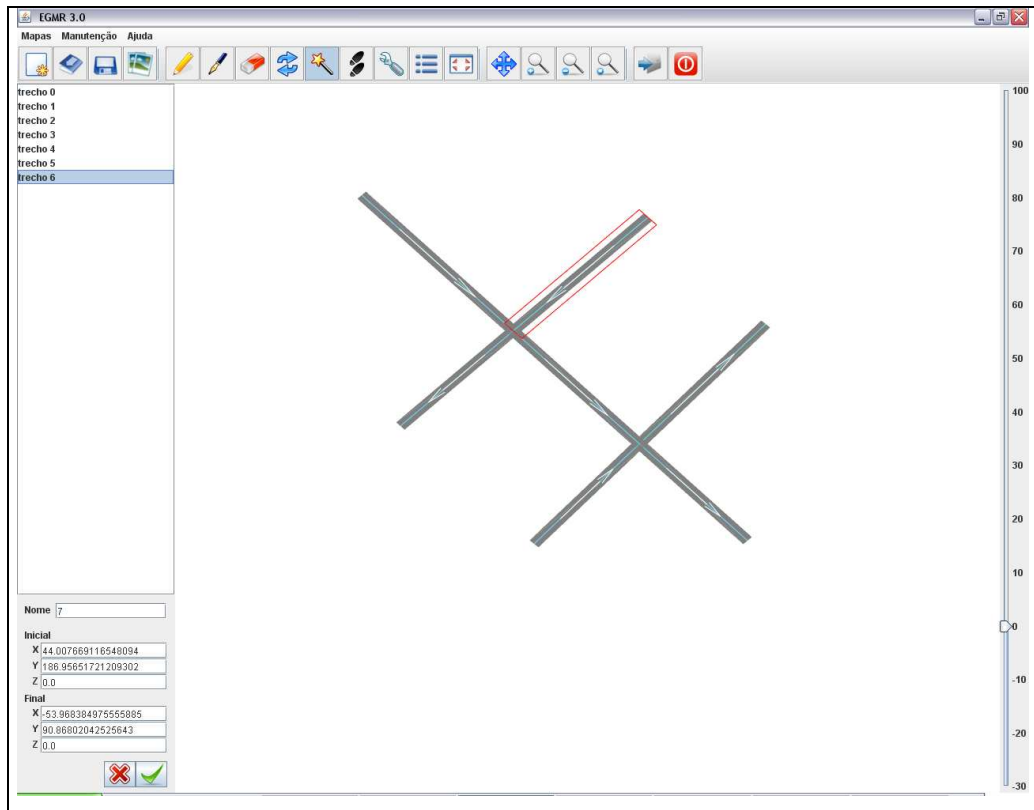 EGMR 3.0
Mapas Manutenção Ajuda
trecho 0
trecho 1
trecho 2
trecho 3
trecho 4
trecho 5
trecho 6
100
90
80
70
60
50
40
30
20
10
0
-10
-20
-30
Nome 7
Inicial
X 44.007669116548094
Y 186.95651721209302
Z 0.0
Final
X -53.968384975555885
Y 90.86802042525643
Z 0.0